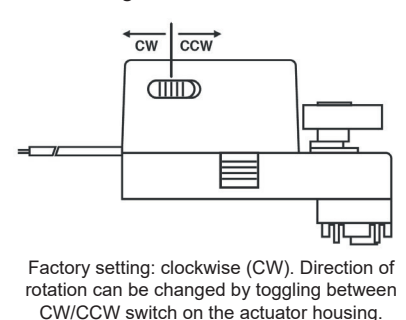 CW CCW
Factory setting: clockwise (CW). Direction of
rotation can be changed by toggling between
CW/CCW switch on the actuator housing.